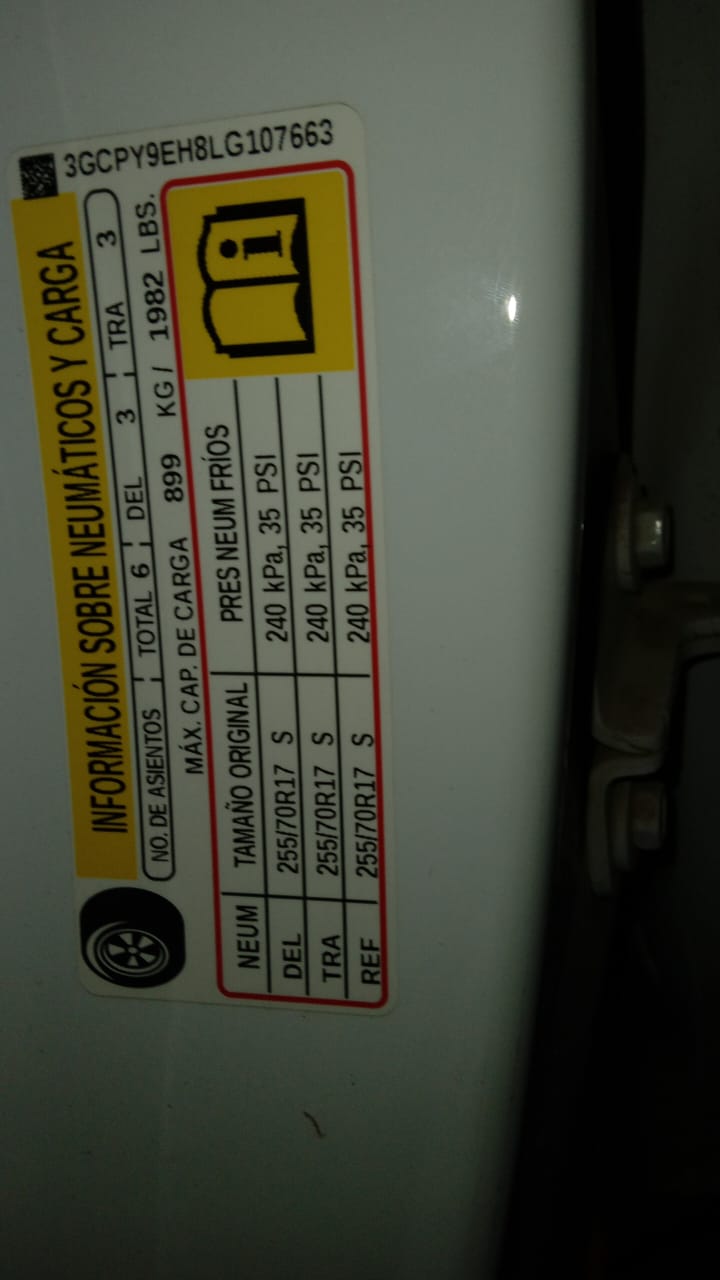 3GCPY9EH8LG107663
INFORMACIÓN SOBRE NEUMÁTICOS Y CARGA
NO. DE ASIENTOS TOTAL 6 DEL 3 TRA 3
MÁX. CAP. DE CARGA 899 KG / 1982 LBS.
NEUM TAMAÑO ORIGINAL PRES NEUM FRÍOS
DEL 255/70R17 S 240 kPa, 35 PSI
TRA 255/70R17 S 240 kPa, 35 PSI
REF 255/70R17 S 240 kPa, 35 PSI